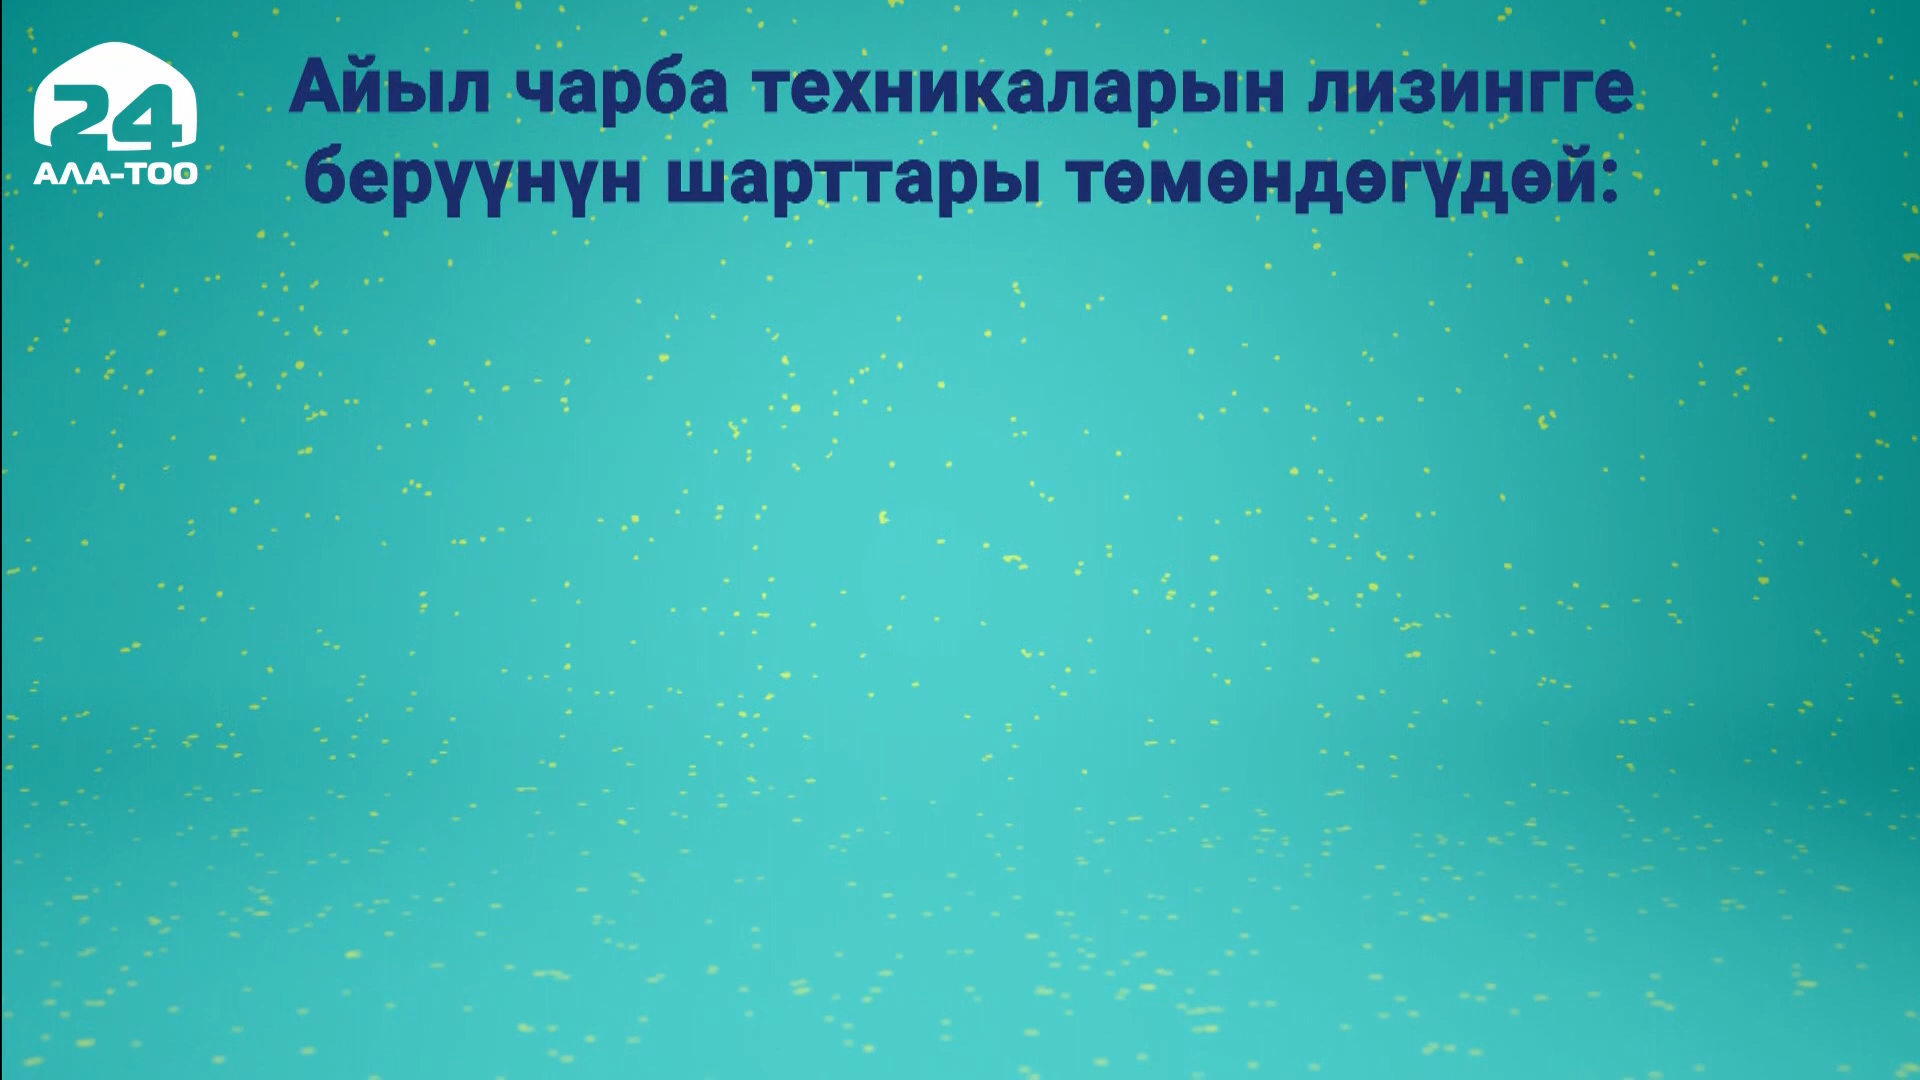 24
АЛА-ТОО
Айыл чарба техникаларын лизингге
берүүнүн шарттары төмөндөгүдөй: